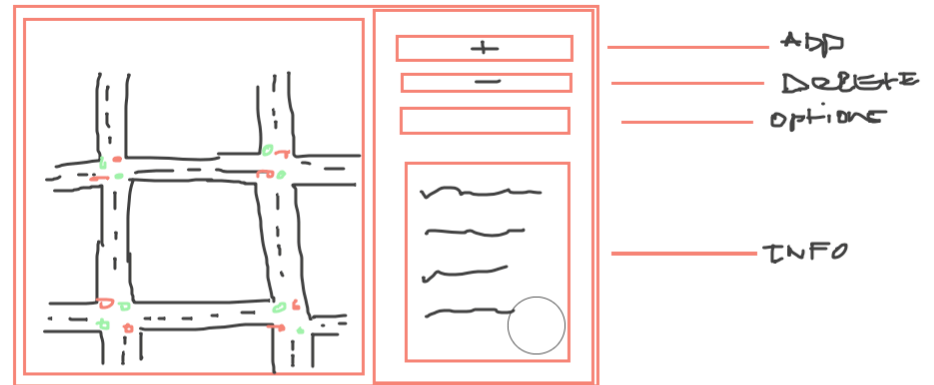 +
ADD
−
DELETE
OPTIONS
INFO